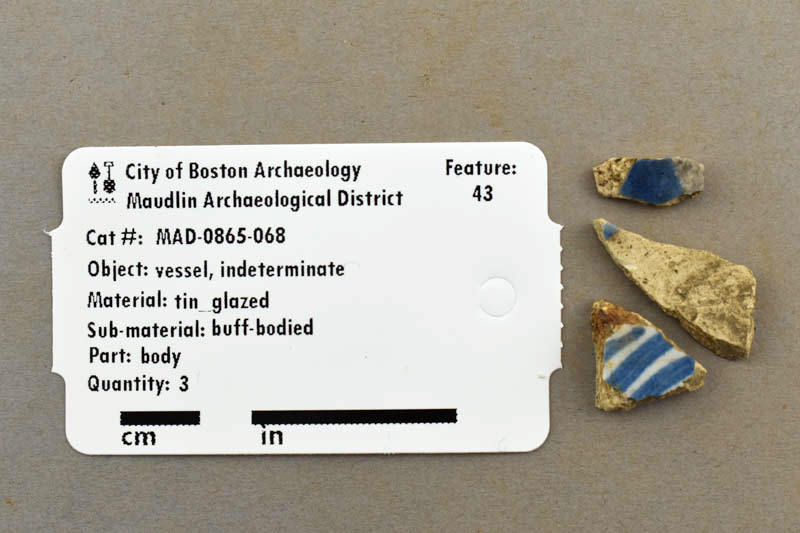 City of Boston Archaeology
Maudlin Archaeological District
Feature:
43
Cat #: MAD-0865-068
Object: vessel, indeterminate
Material: tin_glazed
Sub-material: buff-bodied
Part: body
Quantity: 3
cm in